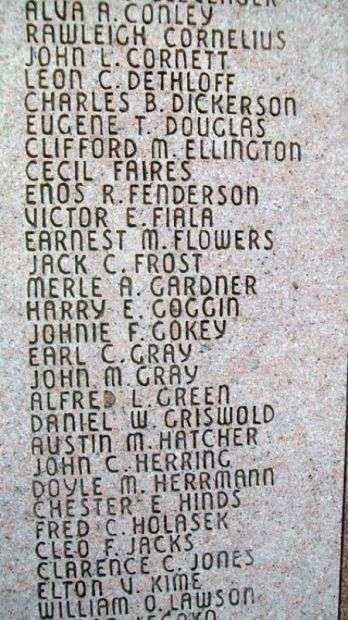 ALVA A. CONLEY
RAWLEIGH CORNELIUS
JOHN L. CORNETT
LEON C. DETHLOFF
CHARLES B. DICKERSON
EUGENE T. DOUGLAS
CLIFFORD M. ELLINGTON
CECIL FAIRES
ENOS R. FENDERSON
VICTOR E. FIALA
EARNEST M. FLOWERS
JACK C. FROST
MERLE A. GARDNER
HARRY E. GOGGIN
JOHNIE F. GOKEY
EARL C. GRAY
JOHN M. GRAY
ALFRED L. GREEN
DANIEL W. GRISWOLD
AUSTIN M. HATCHER
JOHN C. HERRING
DOYLE M. HERRMANN
CHESTER E. HINDS
FRED C. HOLASEK
CLEO F. JACKS
CLARENCE C. JONES
ELTON V. KIME
WILLIAM O. LAWSON